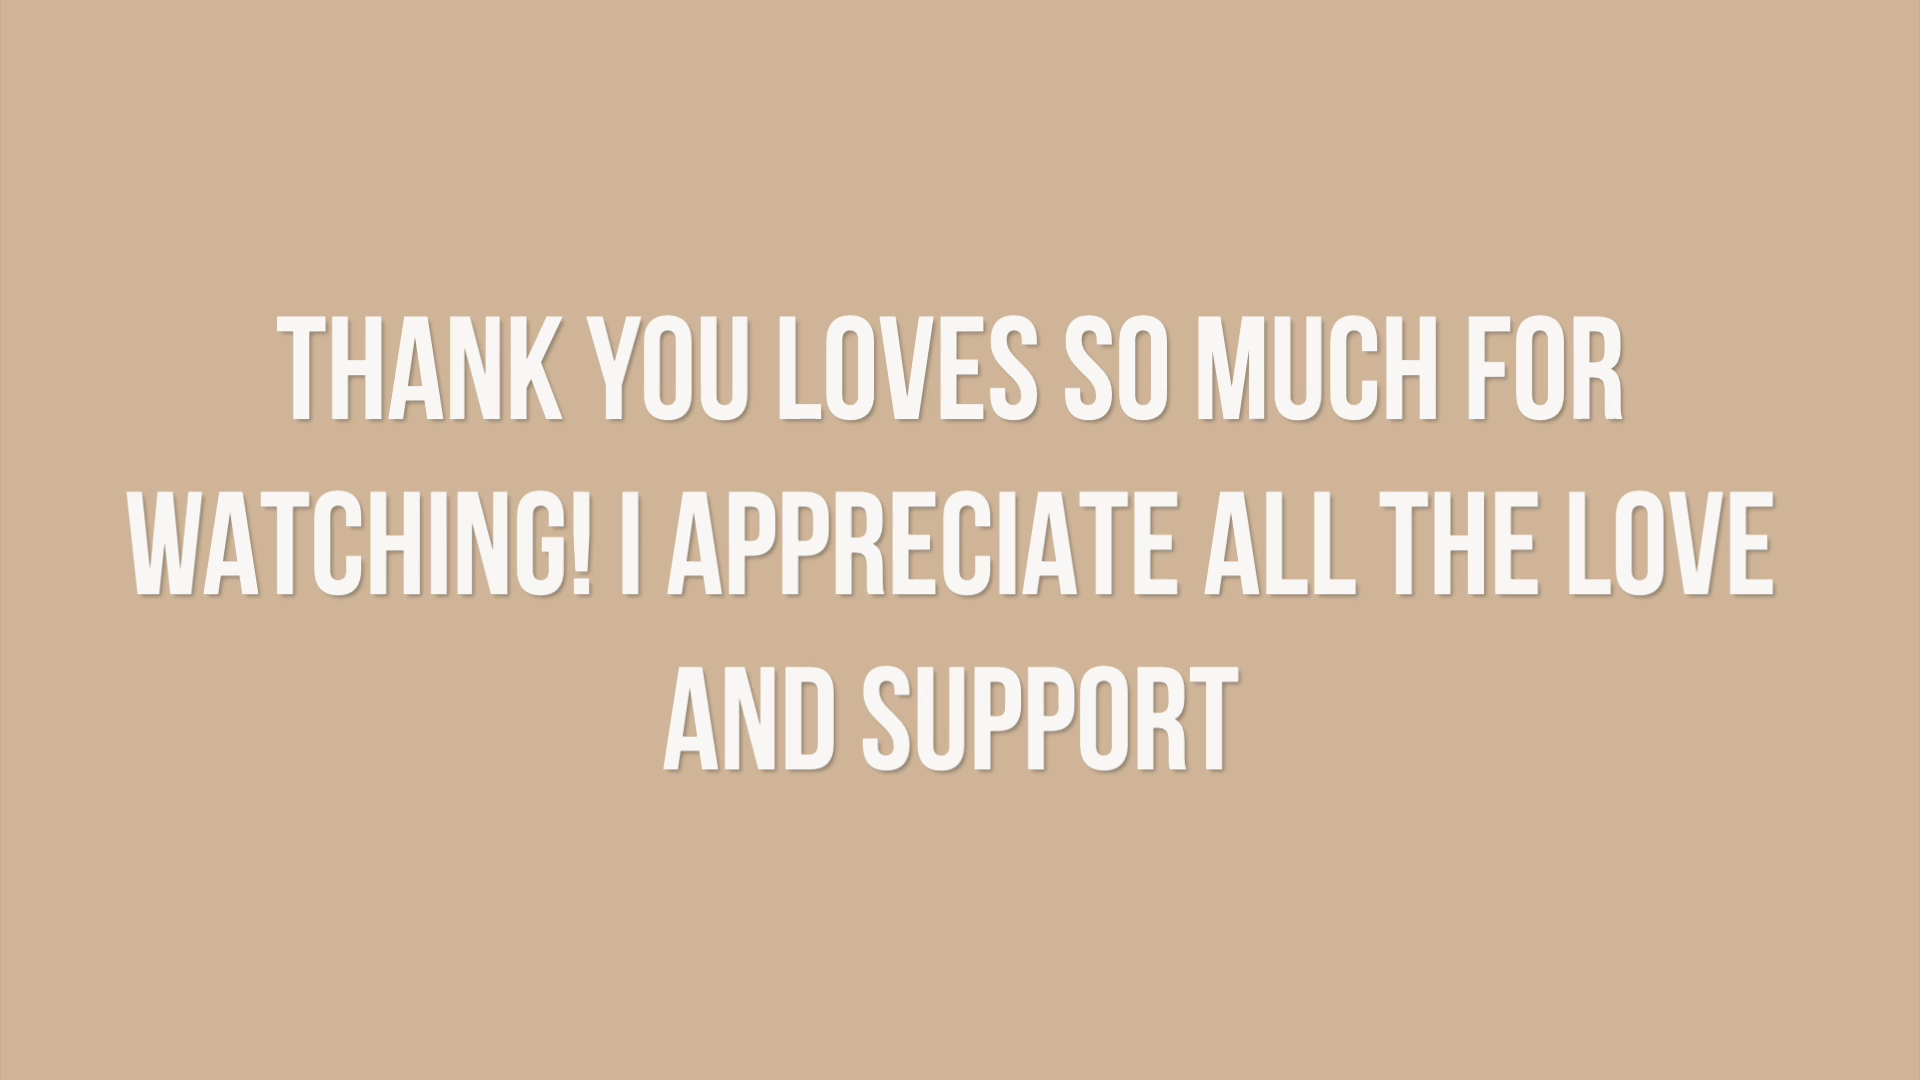 THANK YOU LOVES SO MUCH FOR
WATCHING! I APPRECIATE ALL THE LOVE
AND SUPPORT